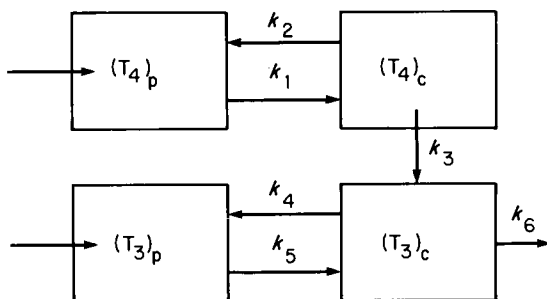 k₂
(T₄)ₚ
k₁
(T₄)c
k₃
k₄
(T₃)ₚ
k₅
(T₃)c
k₆